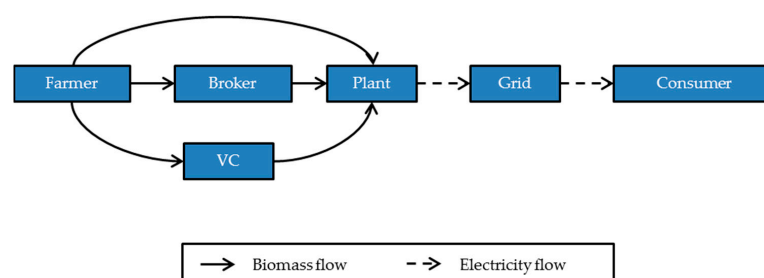 Farmer
Broker
Plant
Grid
Consumer
VC
Biomass flow
Electricity flow